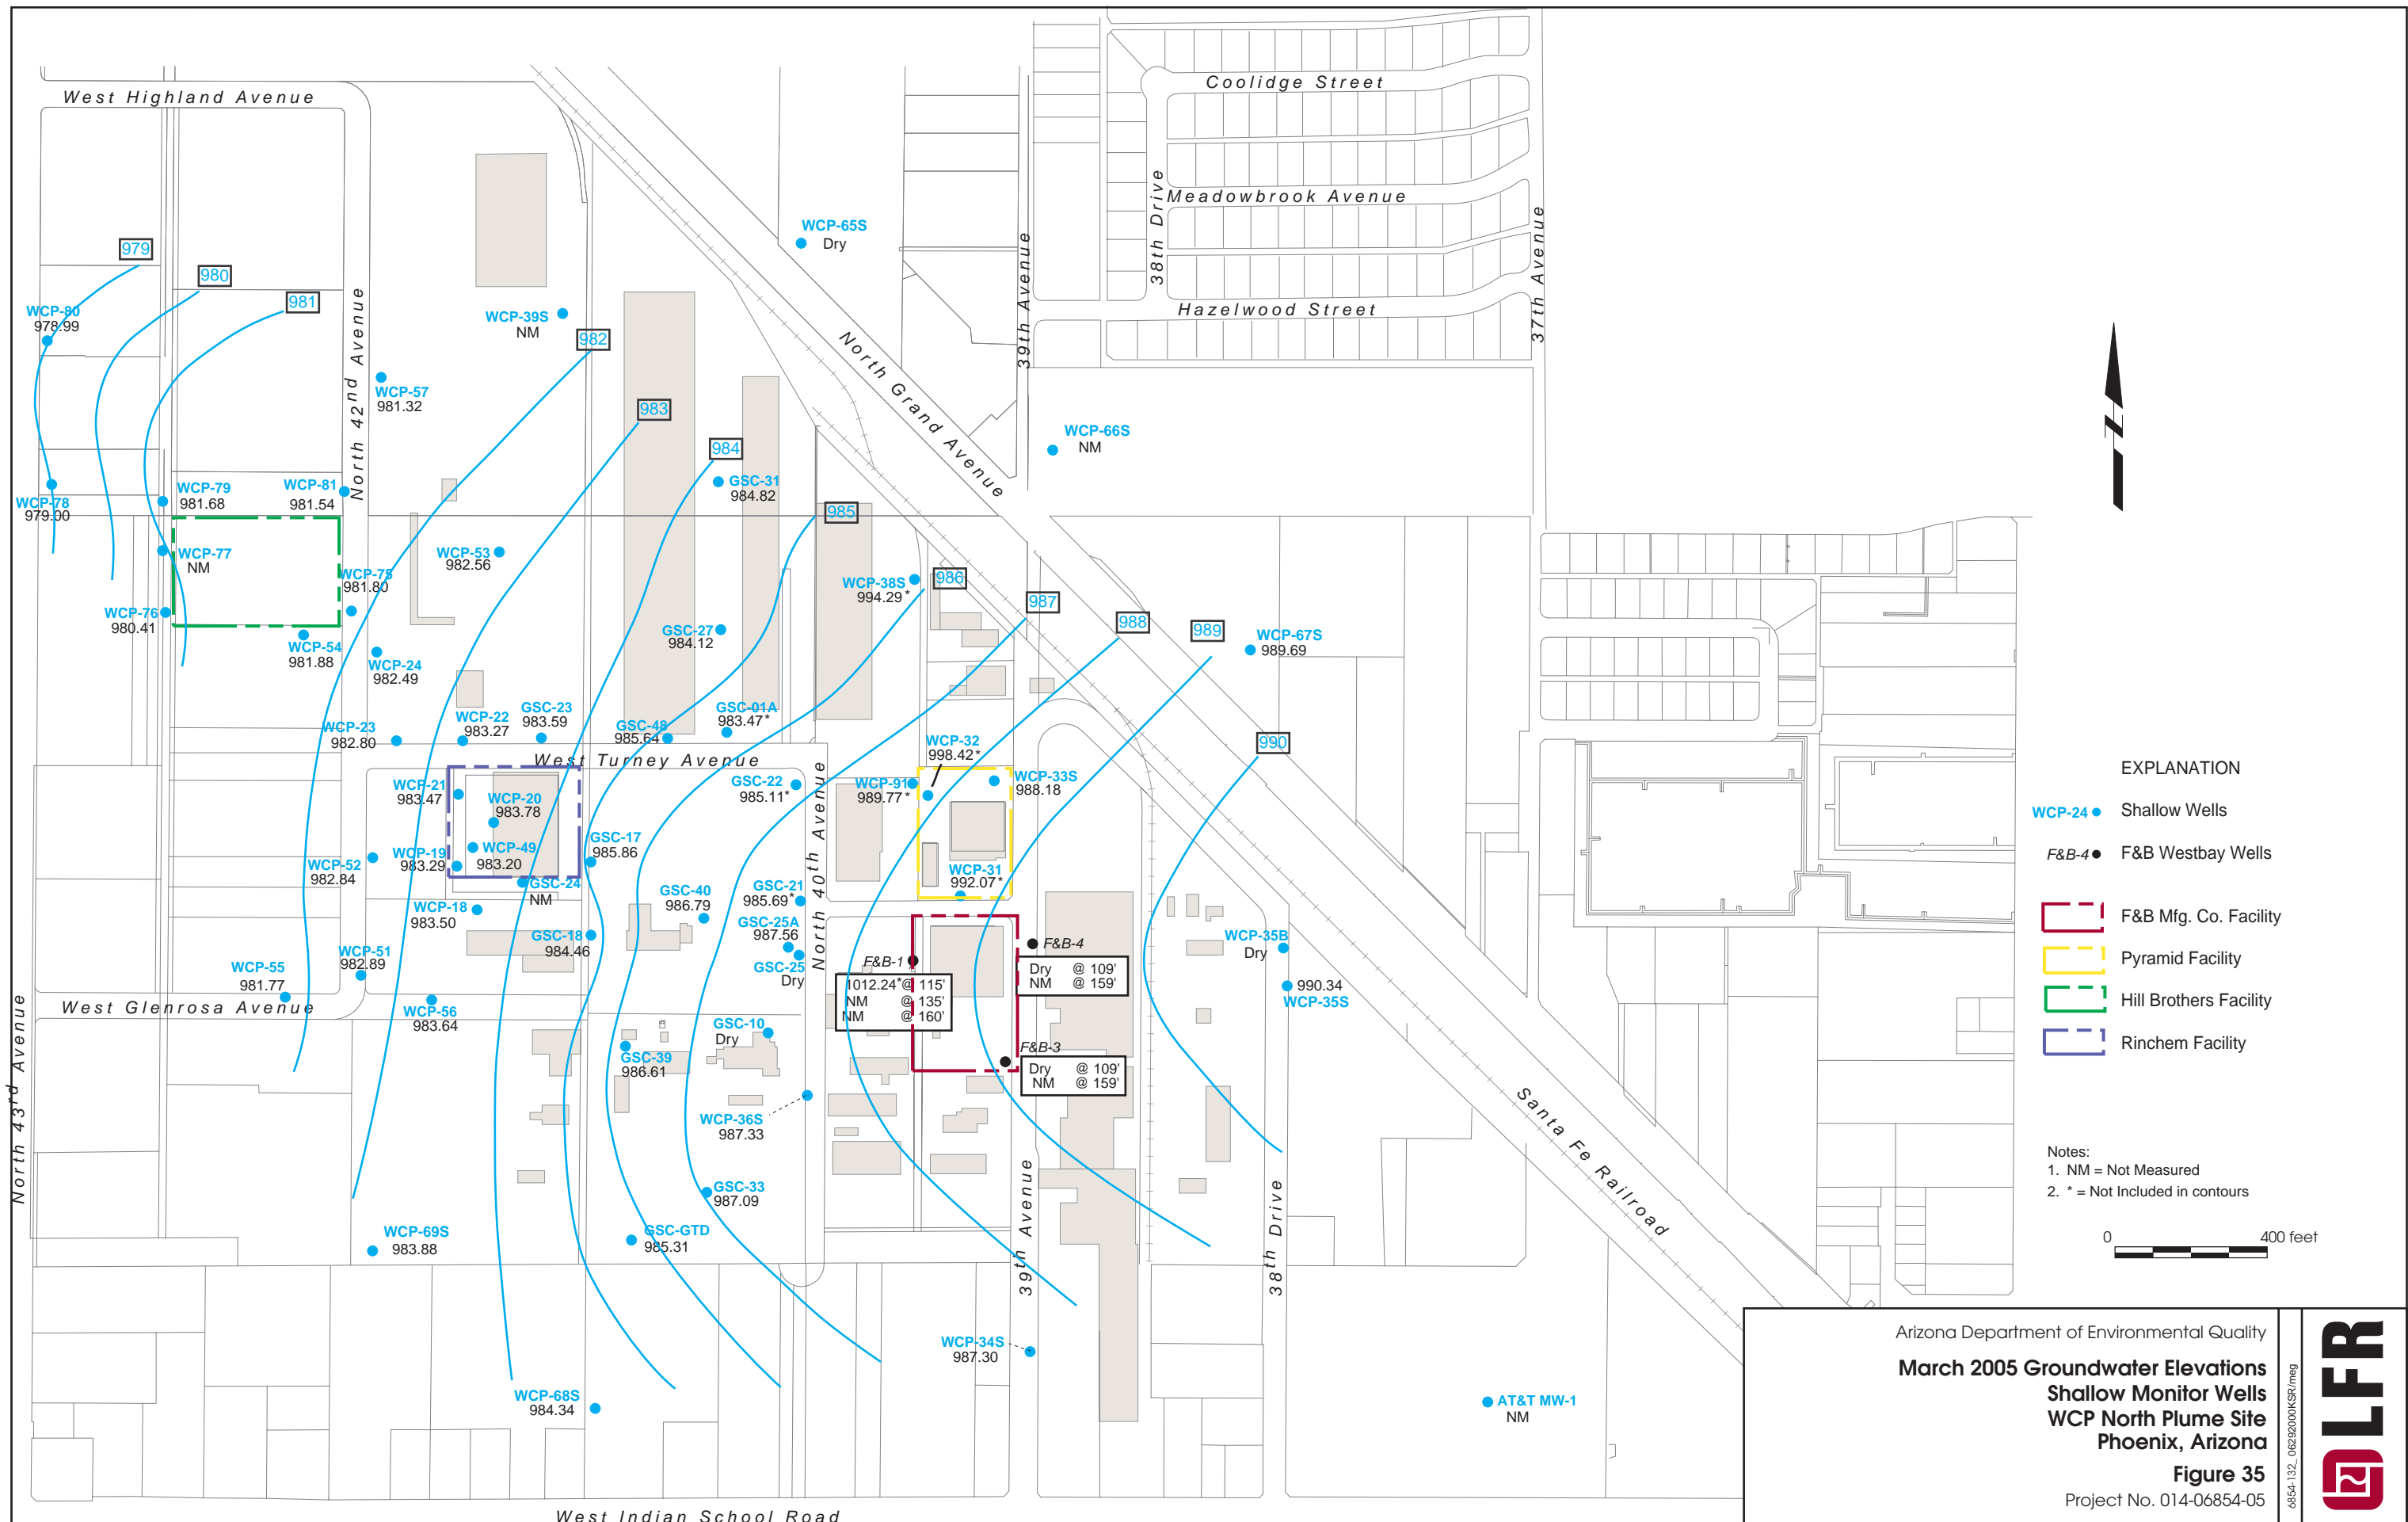 West Highland Avenue
Coolidge Street
38th Drive
Meadowbrook Avenue
Hazelwood Street
39th Avenue
37th Avenue
North 42nd Avenue
North Grand Avenue
979
980
981
982
983
984
985
986
987
988
989
990
WCP-65S
Dry
WCP-80
978.99
WCP-39S
NM
WCP-57
981.32
WCP-66S
NM
WCP-78
979.00
WCP-79
981.68
WCP-81
981.54
GSC-31
984.82
WCP-77
NM
WCP-53
982.56
WCP-75
981.80
WCP-38S
994.29*
WCP-76
980.41
WCP-54
981.88
WCP-24
982.49
GSC-27
984.12
WCP-67S
989.69
WCP-23
982.80
WCP-22
983.27
GSC-23
983.59
GSC-48
985.64
GSC-01A
983.47*
West Turney Avenue
WCP-32
998.42*
WCP-21
983.47
WCP-20
983.78
GSC-22
985.11*
WCP-91
989.77*
WCP-33S
988.18
WCP-52
982.84
WCP-19
983.29
WCP-49
983.20
GSC-17
985.86
GSC-24
NM
GSC-40
986.79
GSC-21
985.69*
WCP-31
992.07*
North 40th Avenue
WCP-18
983.50
GSC-18
984.46
GSC-25A
987.56
GSC-25
Dry
F&B-1
1012.24*@ 115'
NM @ 135'
NM @ 160'
F&B-4
Dry @ 109'
NM @ 159'
WCP-35B
Dry
990.34
WCP-35S
WCP-55
981.77
WCP-51
982.89
West Glenrosa Avenue
WCP-56
983.64
GSC-10
Dry
GSC-39
986.61
F&B-3
Dry @ 109'
NM @ 159'
WCP-36S
987.33
North 43rd Avenue
GSC-33
987.09
WCP-69S
983.88
GSC-GTD
985.31
39th Avenue
38th Drive
Santa Fe Railroad
WCP-34S
987.30
WCP-68S
984.34
AT&T MW-1
NM
West Indian School Road
EXPLANATION
WCP-24 Shallow Wells
F&B-4 F&B Westbay Wells
F&B Mfg. Co. Facility
Pyramid Facility
Hill Brothers Facility
Rinchem Facility
Notes:
1. NM = Not Measured
2. * = Not Included in contours
0 400 feet
Arizona Department of Environmental Quality
March 2005 Groundwater Elevations
Shallow Monitor Wells
WCP North Plume Site
Phoenix, Arizona
Figure 35
Project No. 014-06854-05
6854-132_06292000KSR/meg
LFR